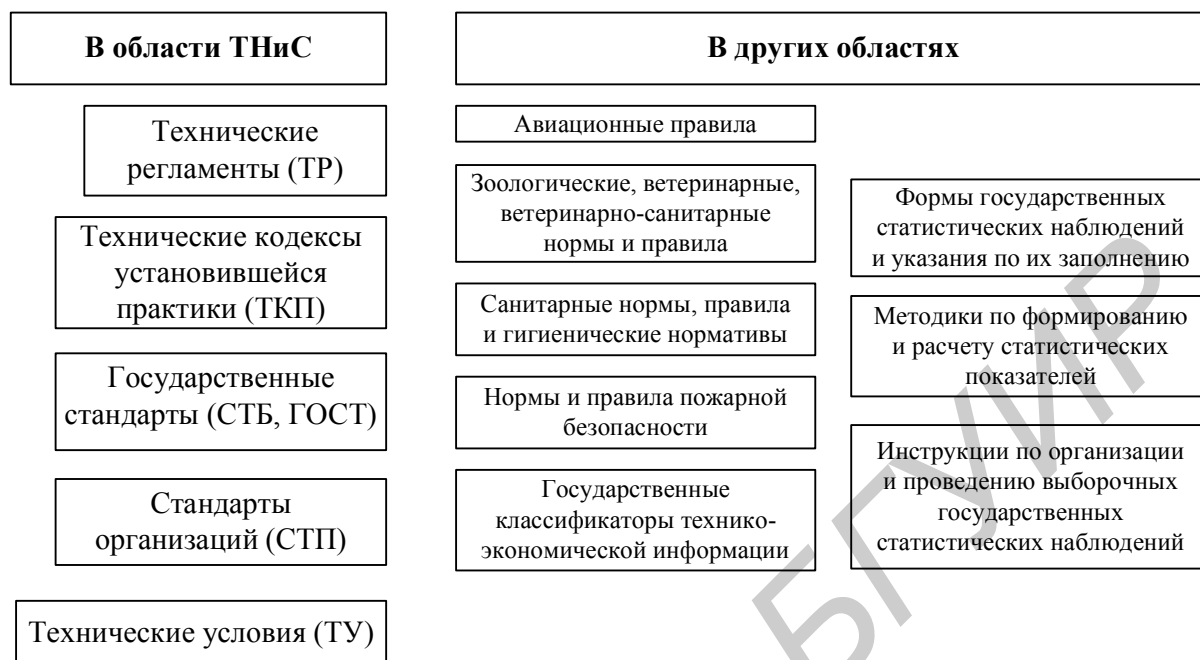 В области ТНиС
Технические
регламенты (ТР)
Технические кодексы
установившейся
практики (ТКП)
Государственные
стандарты (СТБ, ГОСТ)
Стандарты
организаций (СТП)
Технические условия (ТУ)
В других областях
Авиационные правила
Зоологические, ветеринарные,
ветеринарно-санитарные
нормы и правила
Санитарные нормы, правила
и гигиенические нормативы
Нормы и правила пожарной
безопасности
Государственные
классификаторы технико-
экономической информации
Формы государственных
статистических наблюдений
и указания по их заполнению
Методики по формированию
и расчету статистических
показателей
Инструкции по организации
и проведению выборочных
государственных
статистических наблюдений
БГУИР